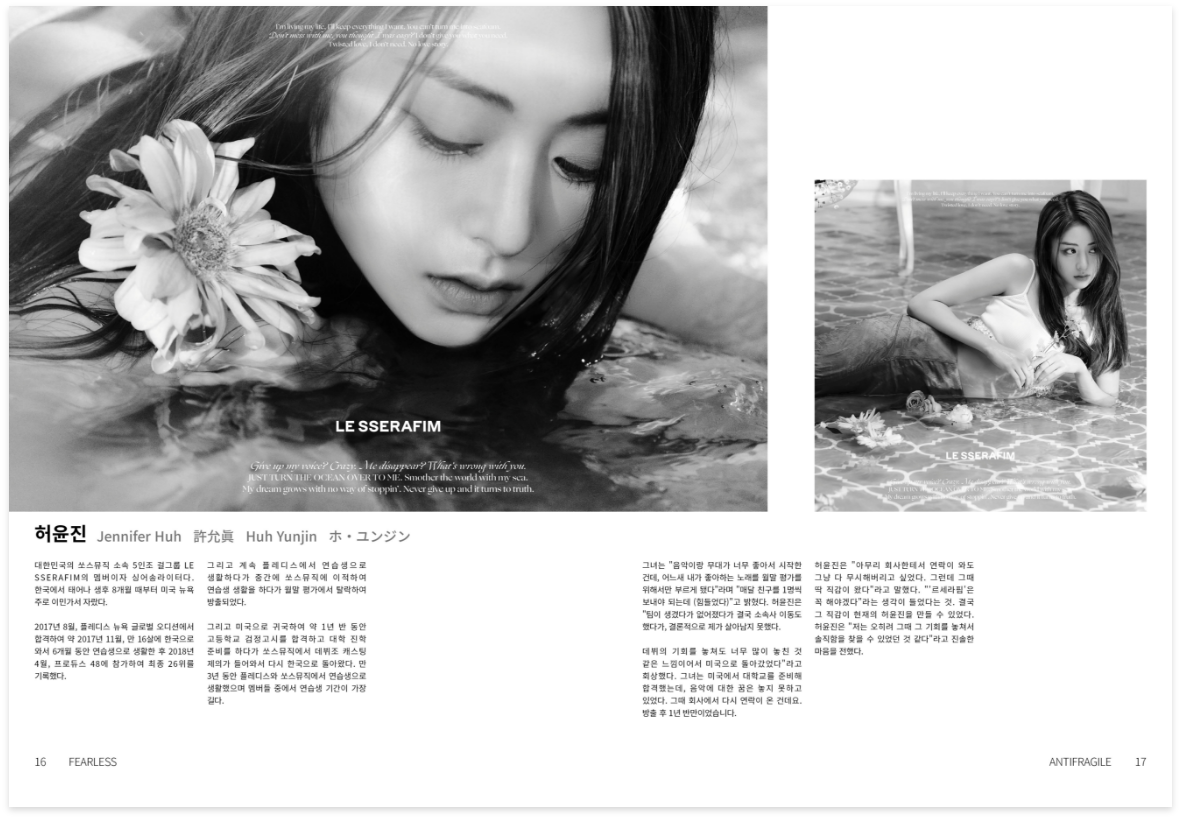 I'm living my life. I'll keep everything I want. You can't turn me into
Don't mess with me, you thought I was easy? I don't give you what you need.
Twisted love, I don't need. No love story.
LE SSERAFIM
Give up my voice? Crazy. Me disappear? What's wrong with you.
JUST TURN THE OCEAN OVER TO ME. Smother the world with my sea.
My dream grows with no way of stoppin'. Never give up and it turns to truth.
LE SSERAFIM
허윤진 Jennifer Huh 許允眞 Huh Yunjin ホ・ユンジン
대한민국의 쏘스뮤직 소속 5인조 걸그룹 LE
SSERAFIM의 멤버이자 싱어송라이터다.
한국에서 태어나 생후 8개월 때부터 미국 뉴욕
주로 이민가서 자랐다.
2017년 8월, 플레디스 뉴욕 글로벌 오디션에서
합격하여 약 2017년 11월, 만 16살에 한국으로
와서 6개월 동안 연습생으로 생활한 후 2018년
4월, 프로듀스 48에 참가하여 최종 26위를
기록했다.
그리고 계속 플레디스에서 연습생으로
생활하다가 중간에 쏘스뮤직에 이적하여
연습생 생활을 하다가 월말 평가에서 탈락하여
방출되었다.
그리고 미국으로 귀국하여 약 1년 반 동안
고등학교 검정고시를 합격하고 대학 진학
준비를 하다가 쏘스뮤직에서 데뷔조 캐스팅
제의가 들어와서 다시 한국으로 돌아왔다. 만
3년 동안 플레디스와 쏘스뮤직에서 연습생으로
생활했으며 멤버들 중에서 연습생 기간이 가장
길다.
그녀는 "음악이랑 무대가 너무 좋아서 시작한
건데, 어느새 내가 좋아하는 노래를 월말 평가를
위해서만 부르게 됐다"라며 "매달 친구를 1명씩
보내야 되는데 (힘들었다)"고 밝혔다. 허윤진은
"팀이 생겼다가 없어졌다가 결국 소속사 이동도
했다가, 결론적으로 제가 살아남지 못했다.
데뷔의 기회를 놓쳐도 너무 많이 놓친 것
같은 느낌이어서 미국으로 돌아갔었다"라고
회상했다. 그녀는 미국에서 대학교를 준비해
합격했는데, 음악에 대한 꿈은 놓지 못하고
있었다. 그때 회사에서 다시 연락이 온 건데요.
방출 후 1년 반만이었습니다.
허윤진은 "아무리 회사한테서 연락이 와도
그냥 다 무시해버리고 싶었다. 그런데 그때
딱 직감이 왔다"라고 말했다. "'르세라핌'은
꼭 해야겠다"라는 생각이 들었다는 것. 결국
그 직감이 현재의 허윤진을 만들 수 있었다.
허윤진은 "저는 오히려 그때 그 기회를 놓쳐서
솔직함을 찾을 수 있었던 것 같다"라고 진솔한
마음을 전했다.
16 FEARLESS
ANTIFRAGILE 17